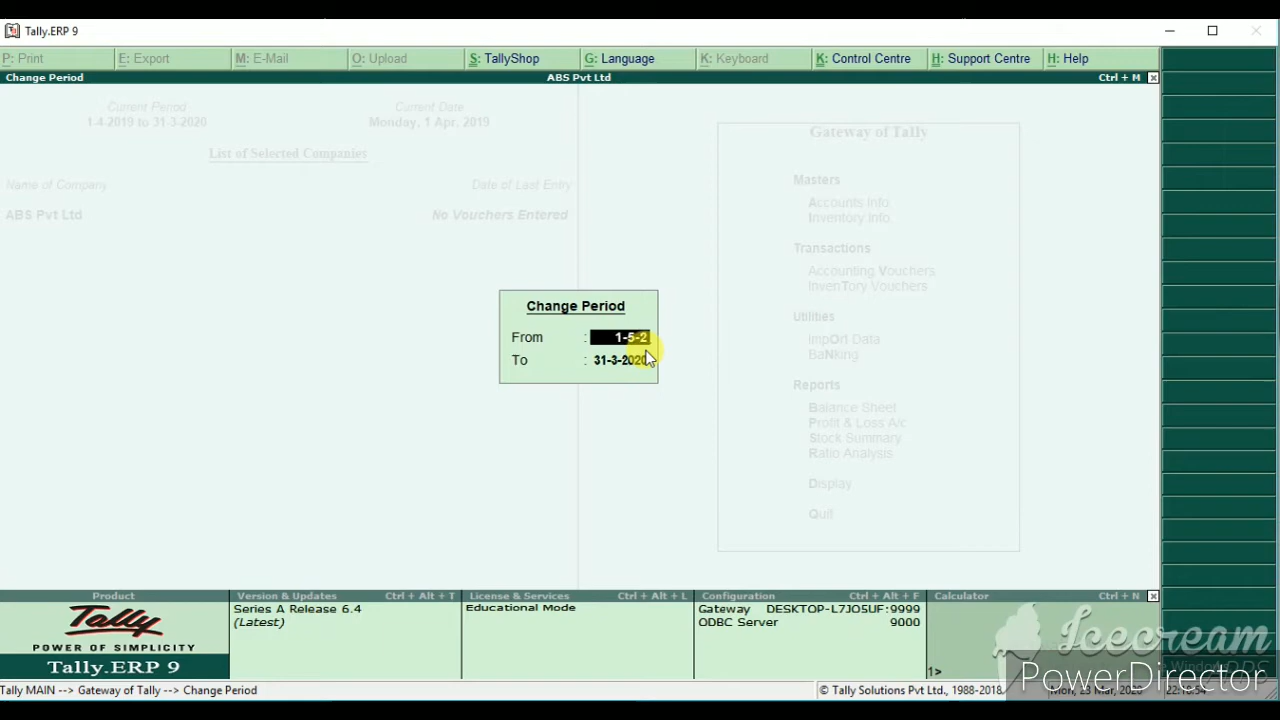 Tally.ERP 9
P: Print E: Export M: E-Mail O: Upload S: TallyShop G: Language K: Keyboard K: Control Centre H: Support Centre H: Help
Change Period ABS Pvt Ltd Ctrl + M
Current Period Current Date
1-4-2019 to 31-3-2020 Monday, 1 Apr, 2019
List of Selected Companies
Name of Company Date of Last Entry
ABS Pvt Ltd No Vouchers Entered
Gateway of Tally
Masters
Accounts Info.
Inventory Info.
Transactions
Accounting Vouchers
InvenTory Vouchers
Utilities
ImpOrt Data
BaNking
Reports
Balance Sheet
Profit & Loss A/c
Stock Summary
Ratio Analysis
Display
Quit
Change Period
From : 1-5-2
To : 31-3-2020
Product Version & Updates Ctrl + Alt + T License & Services Ctrl + Alt + L Configuration Ctrl + Alt + F Calculator Ctrl + N
Tally
POWER OF SIMPLICITY
Tally.ERP 9
Series A Release 6.4
(Latest)
Educational Mode
Gateway DESKTOP-L7JO5UF:9999
ODBC Server 9000
1>
Icecream
PowerDirector
Tally MAIN --> Gateway of Tally --> Change Period © Tally Solutions Pvt Ltd., 1988-2018